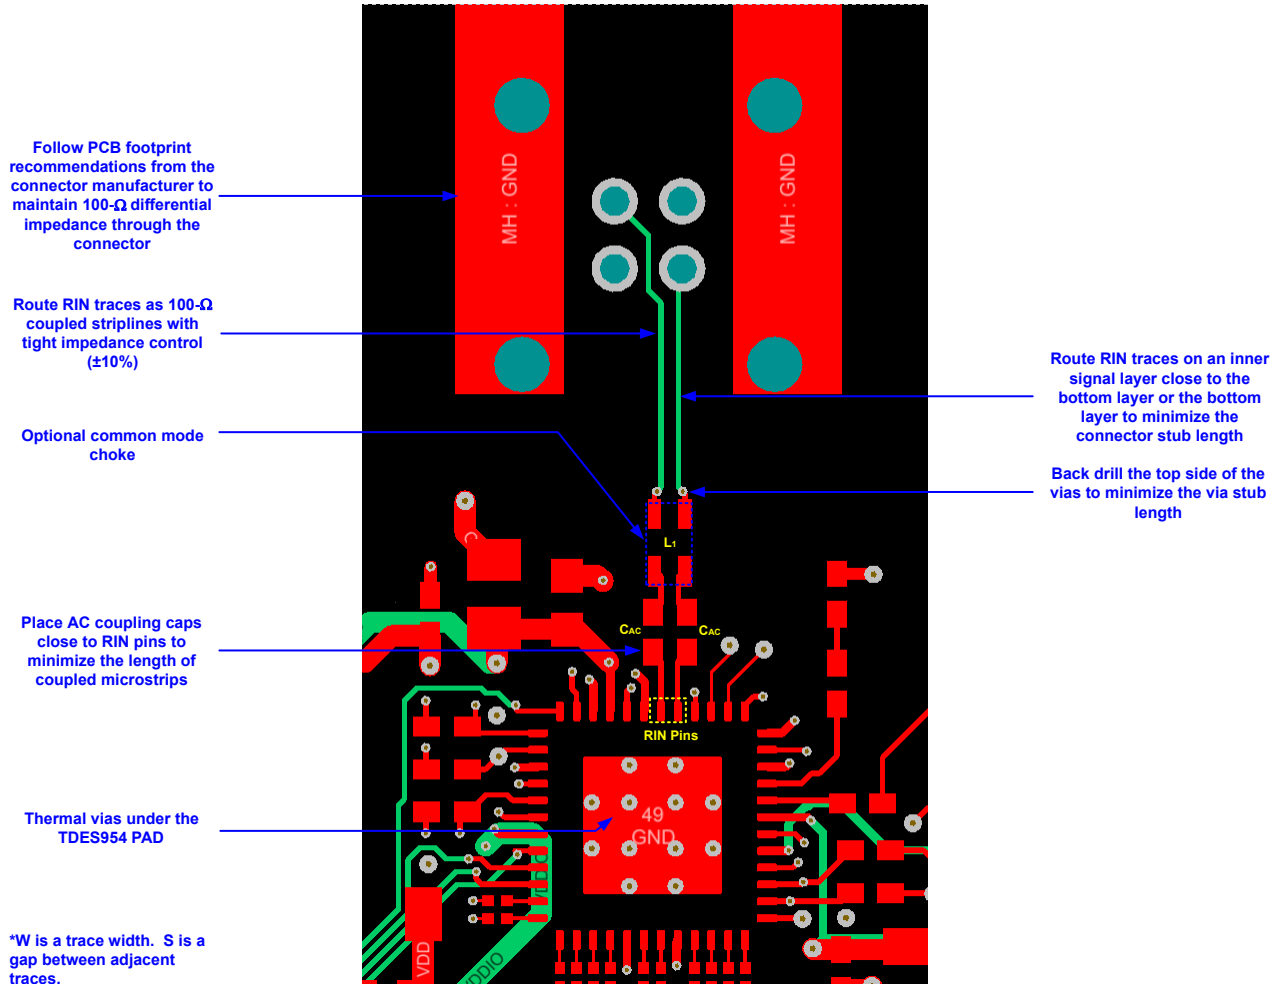 Follow PCB footprint
recommendations from the
connector manufacturer to
maintain 100-Ω differential
impedance through the
connector
Route RIN traces as 100-Ω
coupled striplines with
tight impedance control
(±10%)
Optional common mode
choke
Place AC coupling caps
close to RIN pins to
minimize the length of
coupled microstrips
Thermal vias under the
TDES954 PAD
*W is a trace width.  S is a
gap between adjacent
traces.
MH : GND
MH : GND
L1
CAC
CAC
RIN Pins
49
GND
VDD
VDDIO
VDDIO
Route RIN traces on an inner
signal layer close to the
bottom layer or the bottom
layer to minimize the
connector stub length
Back drill the top side of the
vias to minimize the via stub
length